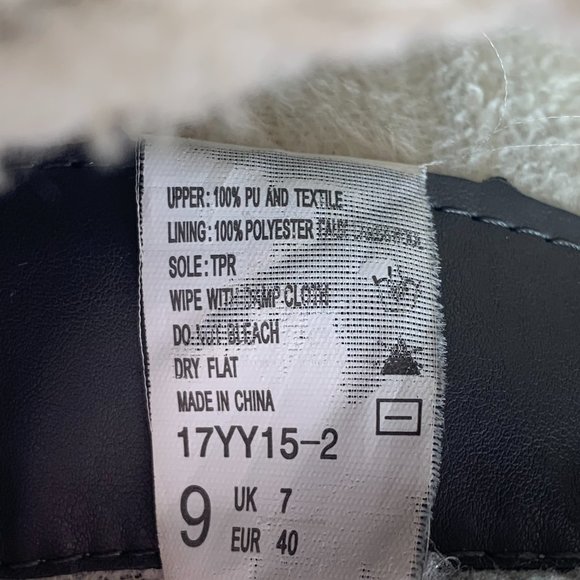 UPPER: 100% PU AND TEXTILE
LINING: 100% POLYESTER FAUX
SOLE: TPR
WIPE WITH DAMP CLOTH
DO NOT BLEACH
DRY FLAT
MADE IN CHINA
17YY15-2
9 UK 7
EUR 40